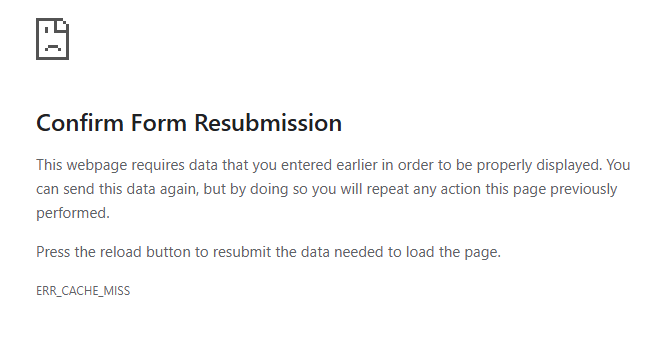 Confirm Form Resubmission
This webpage requires data that you entered earlier in order to be properly displayed. You
can send this data again, but by doing so you will repeat any action this page previously
performed.
Press the reload button to resubmit the data needed to load the page.
ERR_CACHE_MISS